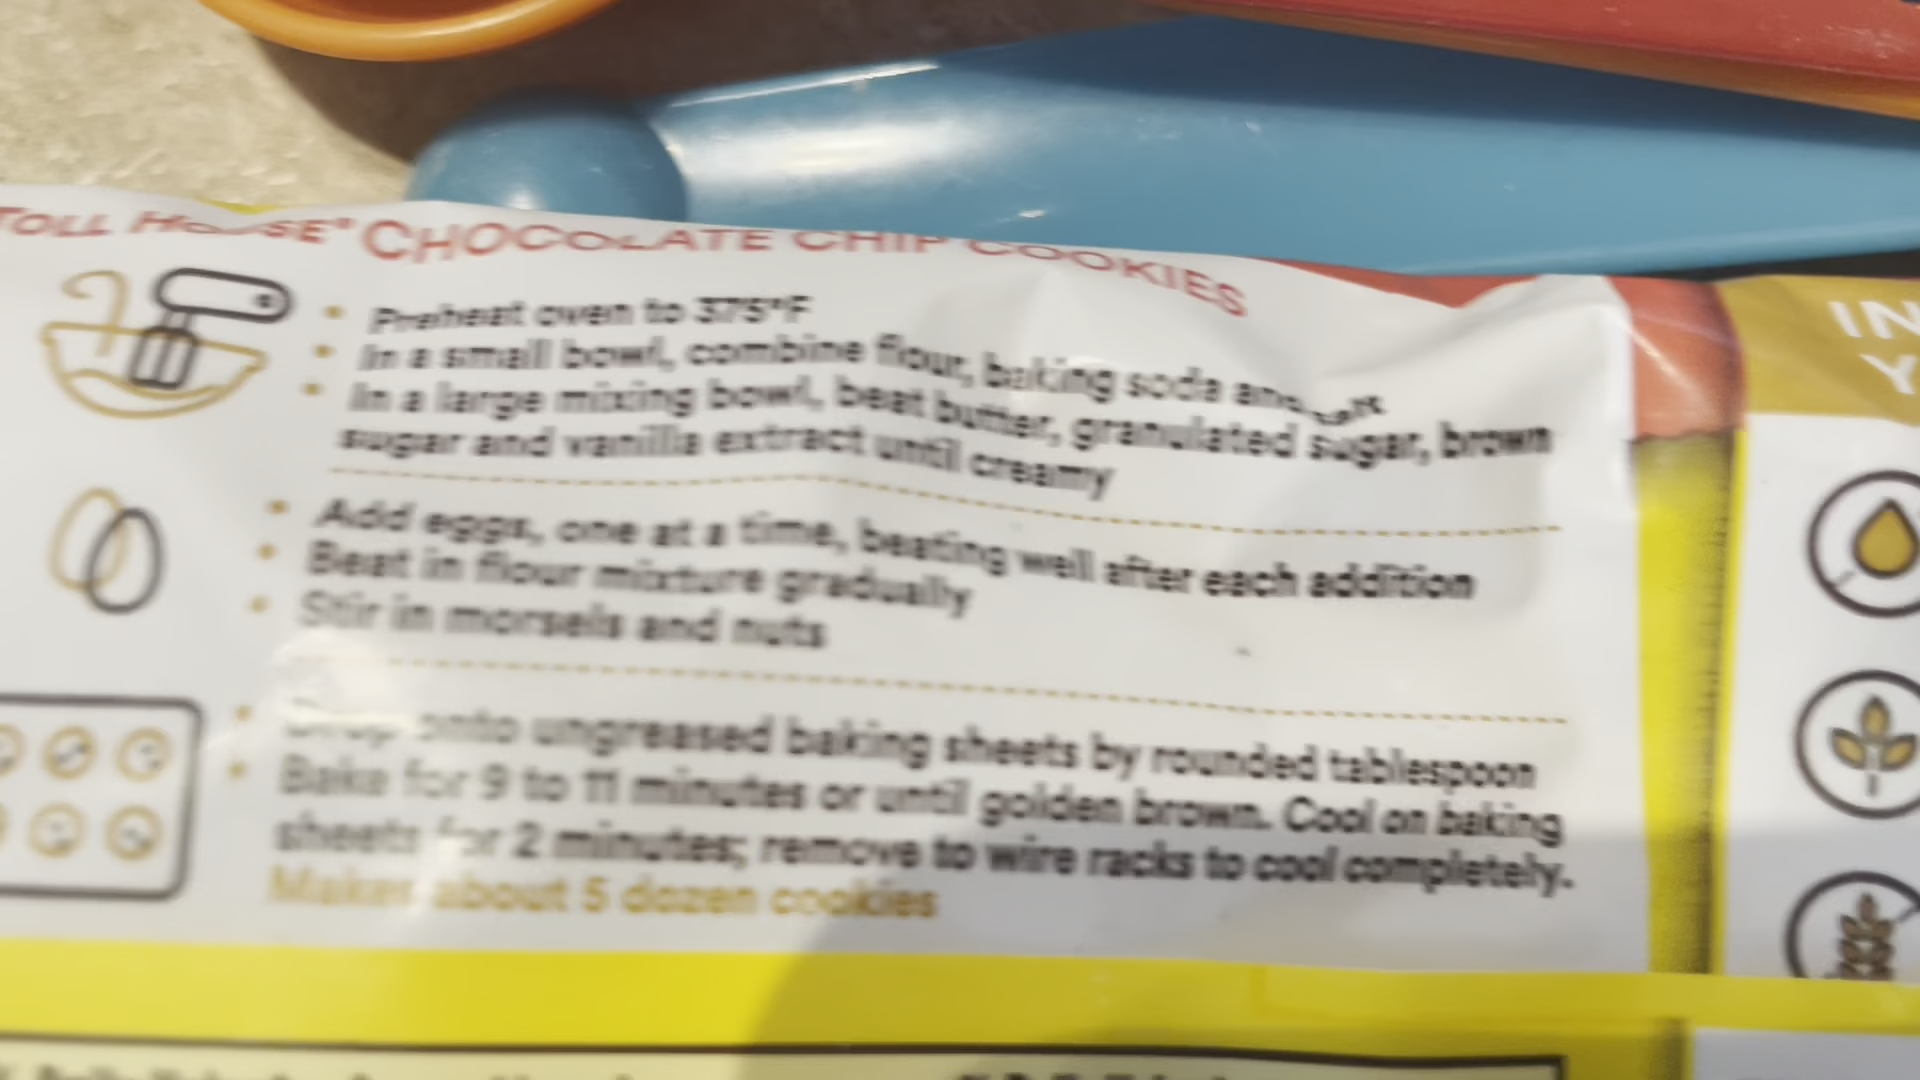 TOLL HOUSE® CHOCOLATE CHIP COOKIES
• Preheat oven to 375°F
• In a small bowl, combine flour, baking soda and salt
• In a large mixing bowl, beat butter, granulated sugar, brown
sugar and vanilla extract until creamy
• Add eggs, one at a time, beating well after each addition
• Beat in flour mixture gradually
• Stir in morsels and nuts
• Drop onto ungreased baking sheets by rounded tablespoon
• Bake for 9 to 11 minutes or until golden brown. Cool on baking
sheets for 2 minutes; remove to wire racks to cool completely.
Makes about 5 dozen cookies
IN
Y